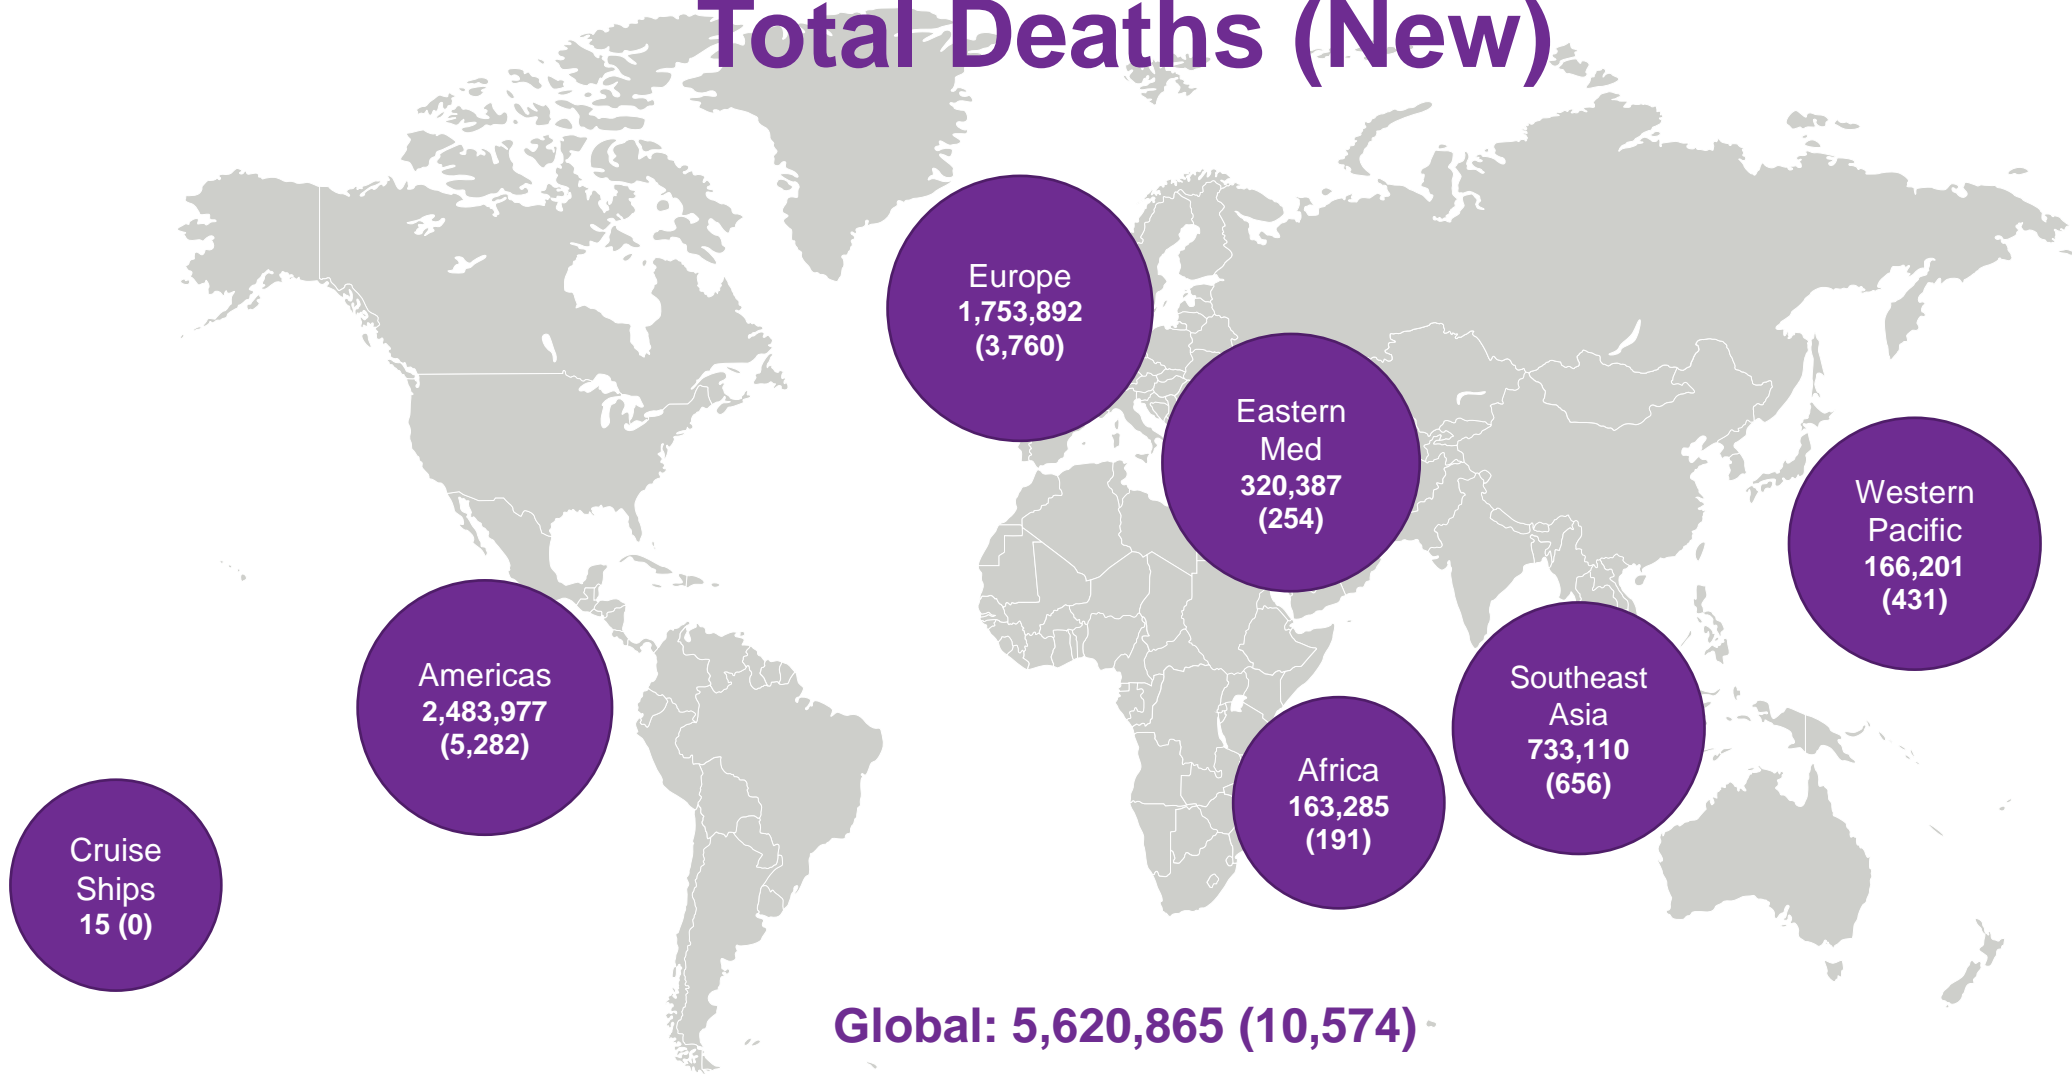 Total Deaths (New)
Europe
1,753,892
(3,760)
Eastern
Med
320,387
(254)
Western
Pacific
166,201
(431)
Americas
2,483,977
(5,282)
Southeast
Asia
733,110
(656)
Africa
163,285
(191)
Cruise
Ships
15 (0)
Global: 5,620,865 (10,574)